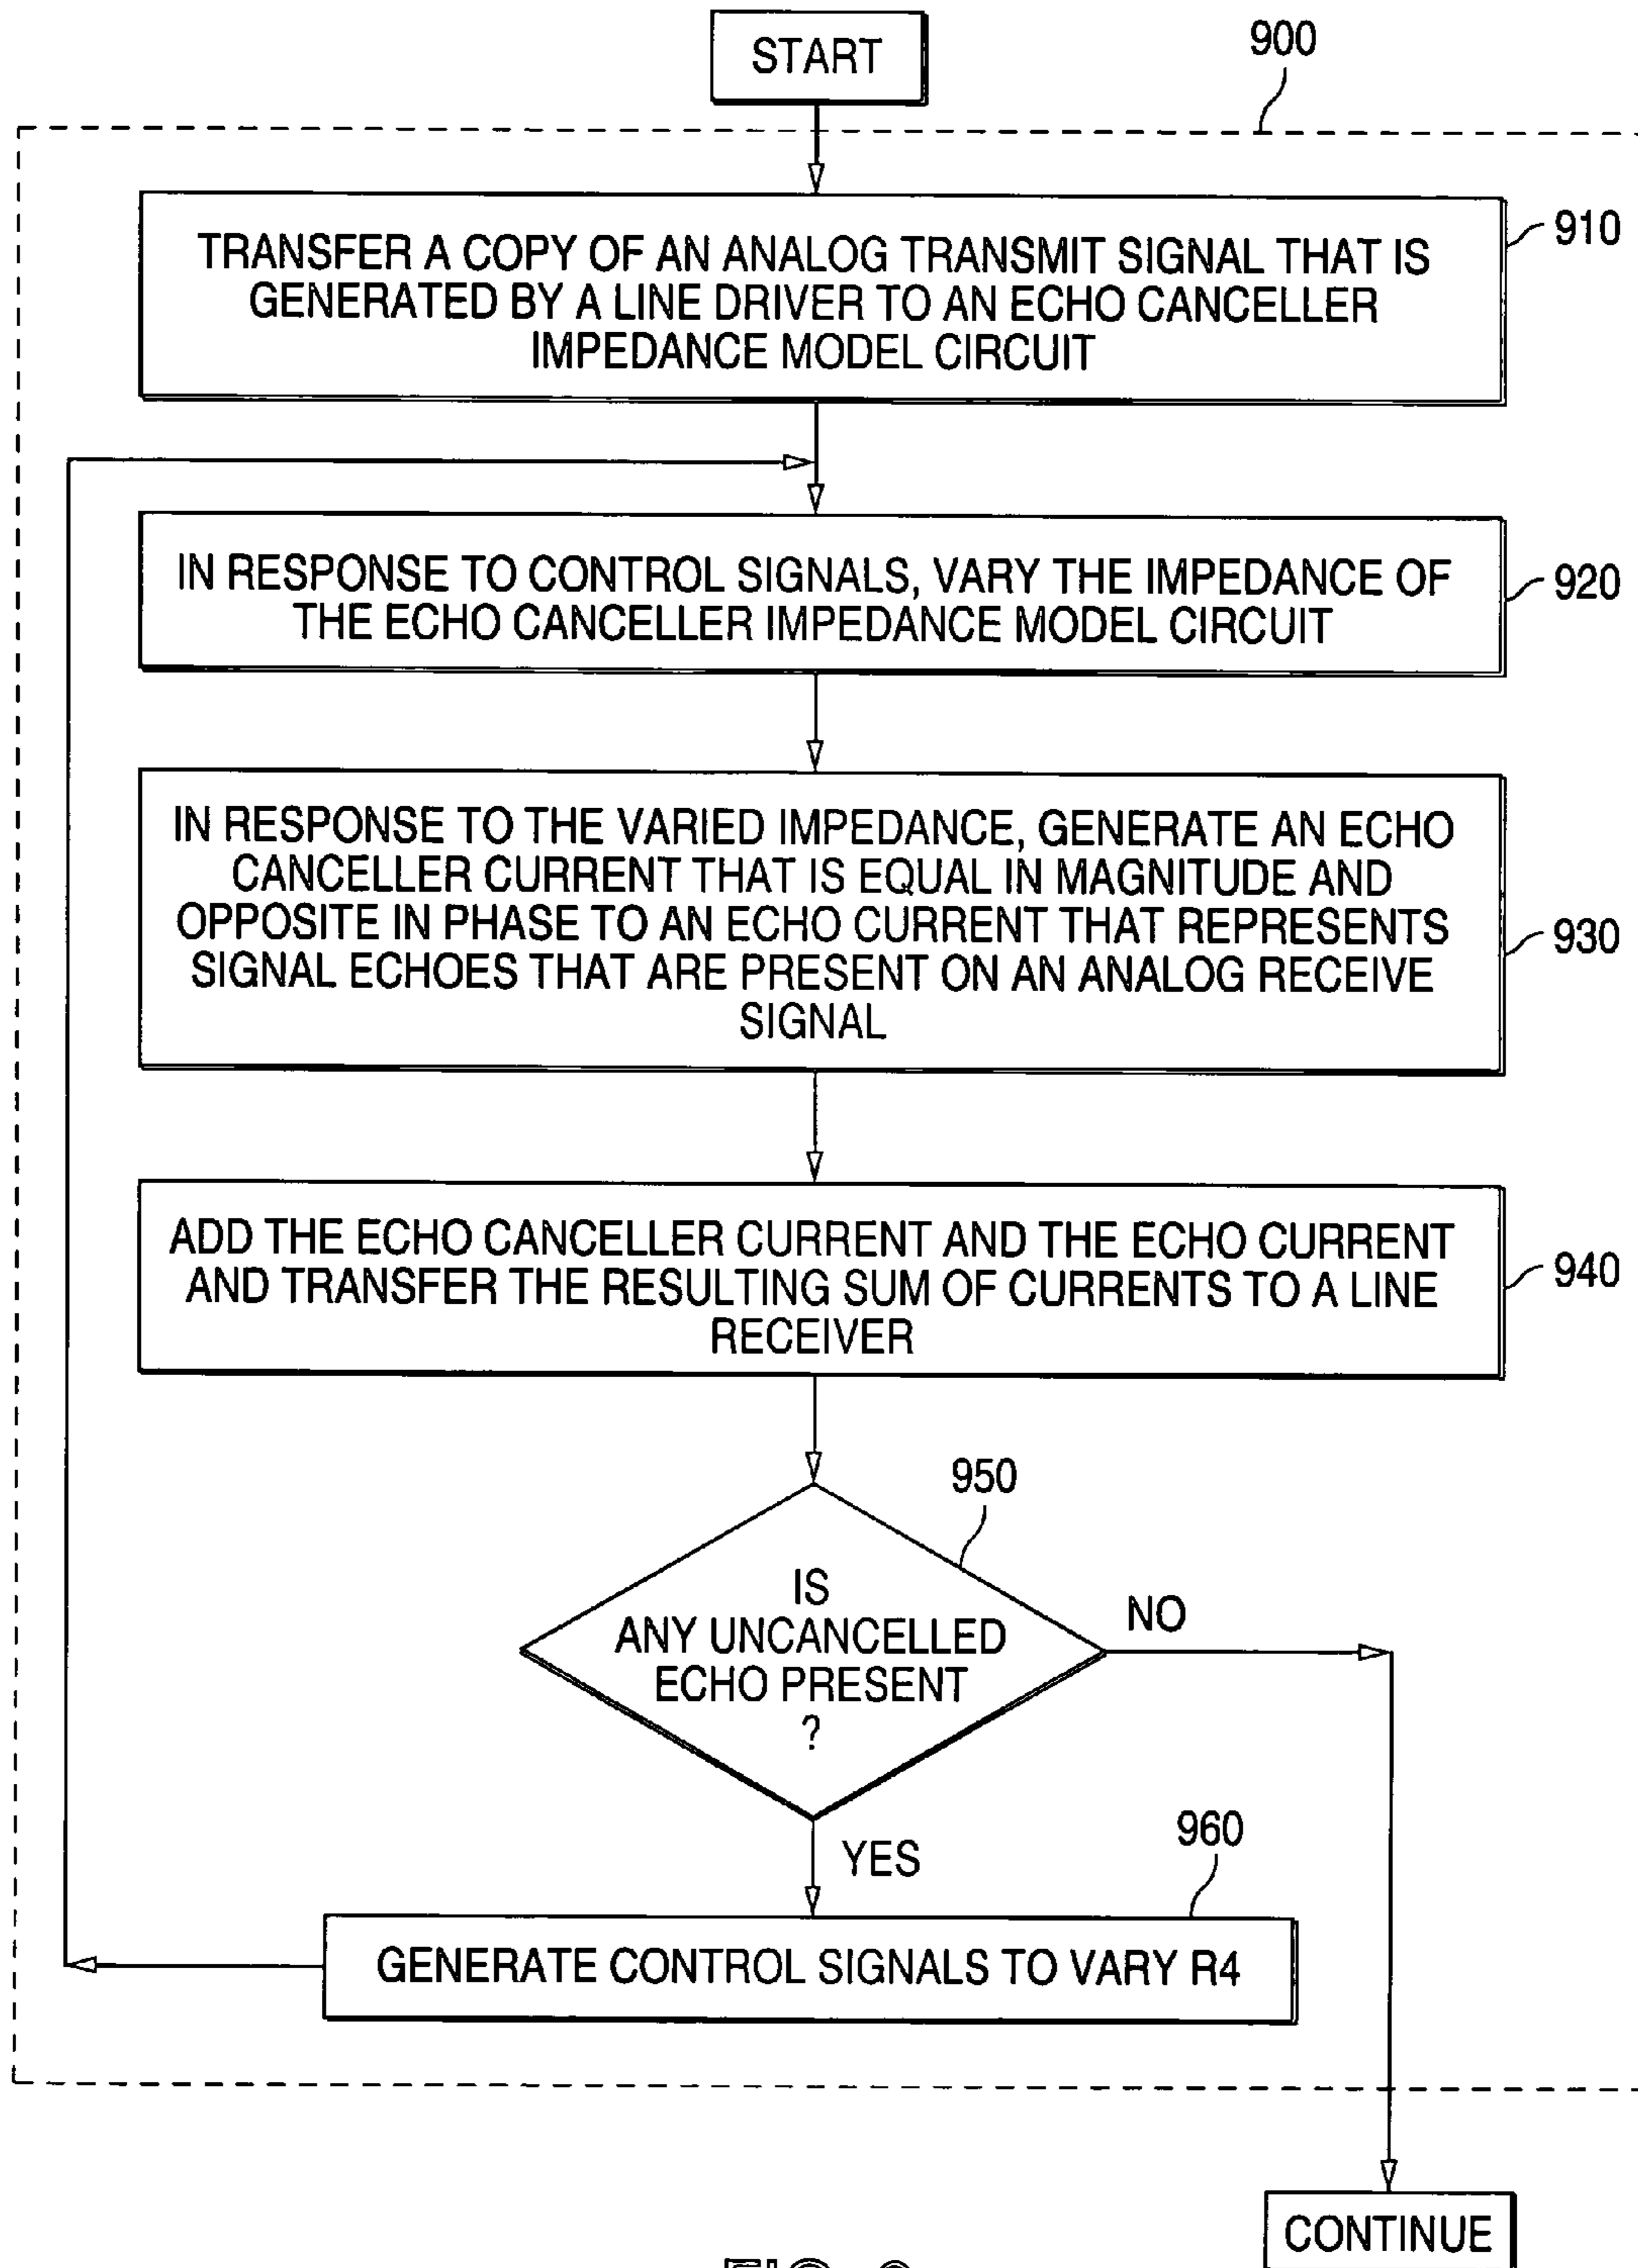 START
900
TRANSFER A COPY OF AN ANALOG TRANSMIT SIGNAL THAT IS
GENERATED BY A LINE DRIVER TO AN ECHO CANCELLER
IMPEDANCE MODEL CIRCUIT
910
IN RESPONSE TO CONTROL SIGNALS, VARY THE IMPEDANCE OF
THE ECHO CANCELLER IMPEDANCE MODEL CIRCUIT
920
IN RESPONSE TO THE VARIED IMPEDANCE, GENERATE AN ECHO
CANCELLER CURRENT THAT IS EQUAL IN MAGNITUDE AND
OPPOSITE IN PHASE TO AN ECHO CURRENT THAT REPRESENTS
SIGNAL ECHOES THAT ARE PRESENT ON AN ANALOG RECEIVE
SIGNAL
930
ADD THE ECHO CANCELLER CURRENT AND THE ECHO CURRENT
AND TRANSFER THE RESULTING SUM OF CURRENTS TO A LINE
RECEIVER
940
950
IS
ANY UNCANCELLED
ECHO PRESENT
?
NO
YES
960
GENERATE CONTROL SIGNALS TO VARY R4
CONTINUE
FIG.